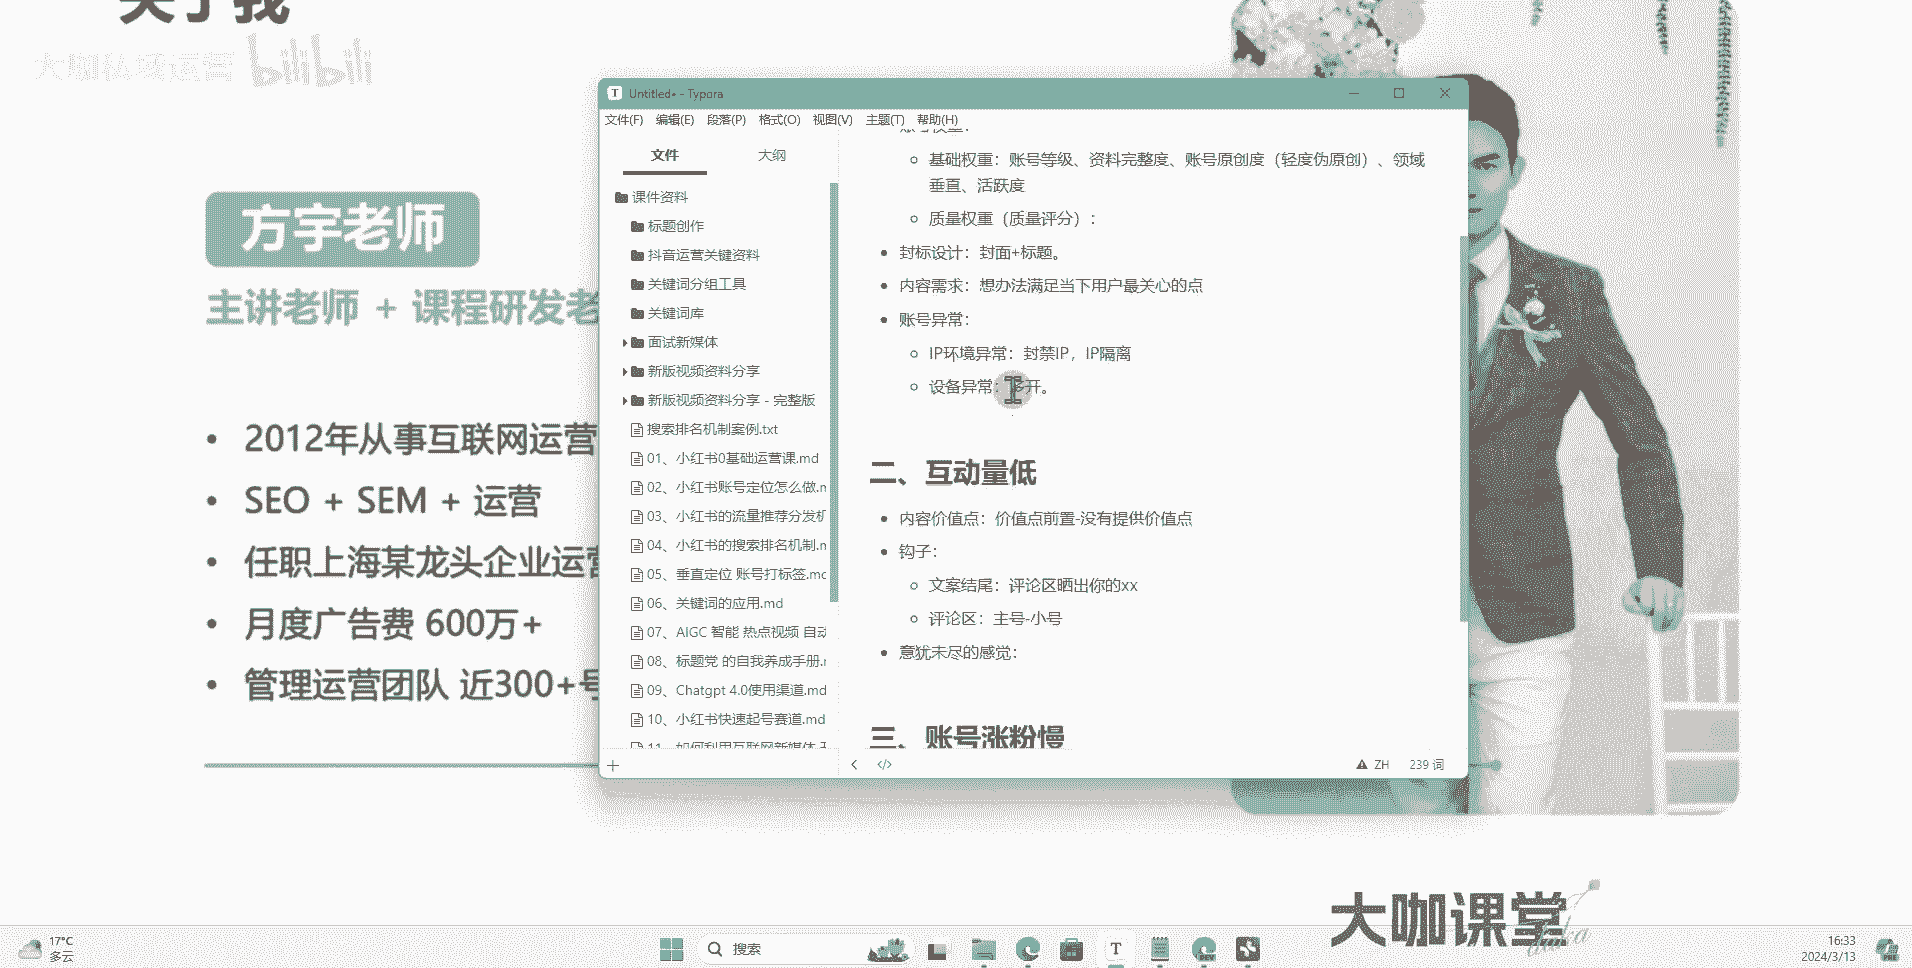 关于我
大咖私域运营 bilibili
方宇老师
主讲老师 + 课程研发老
2012年从事互联网运营
SEO + SEM + 运营
任职上海某龙头企业运营
月度广告费 600万+
管理运营团队 近300+号
Untitled• - Typora
文件(F) 编辑(E) 段落(P) 格式(O) 视图(V) 主题(T) 帮助(H)
文件 大纲
课件资料
标题创作
抖音运营关键资料
关键词分组工具
关键词库
面试新媒体
新版视频资料分享
新版视频资料分享 - 完整版
搜索排名机制案例.txt
01、小红书0基础运营课.md
02、小红书账号定位怎么做.m
03、小红书的流量推荐分发机
04、小红书的搜索排名机制.m
05、垂直定位 账号打标签.mc
06、关键词的应用.md
07、AIGC 智能 热点视频 自动
08、标题党 的自我养成手册.r
09、Chatgpt 4.0使用渠道.md
10、小红书快速起号赛道.md
11、如何利用互联网新媒体
账号权重：
基础权重：账号等级、资料完整度、账号原创度（轻度伪原创）、领域
垂直、活跃度
质量权重（质量评分）：
封标设计：封面+标题。
内容需求：想办法满足当下用户最关心的点
账号异常：
IP环境异常：封禁IP，IP隔离
设备异常：多开。
二、互动量低
内容价值点：价值点前置-没有提供价值点
钩子：
文案结尾：评论区晒出你的xx
评论区：主号-小号
意犹未尽的感觉：
三、账号涨粉慢
ZH 239 词
大咖课堂
daka
17°C
多云
搜索
16:33
2024/3/13